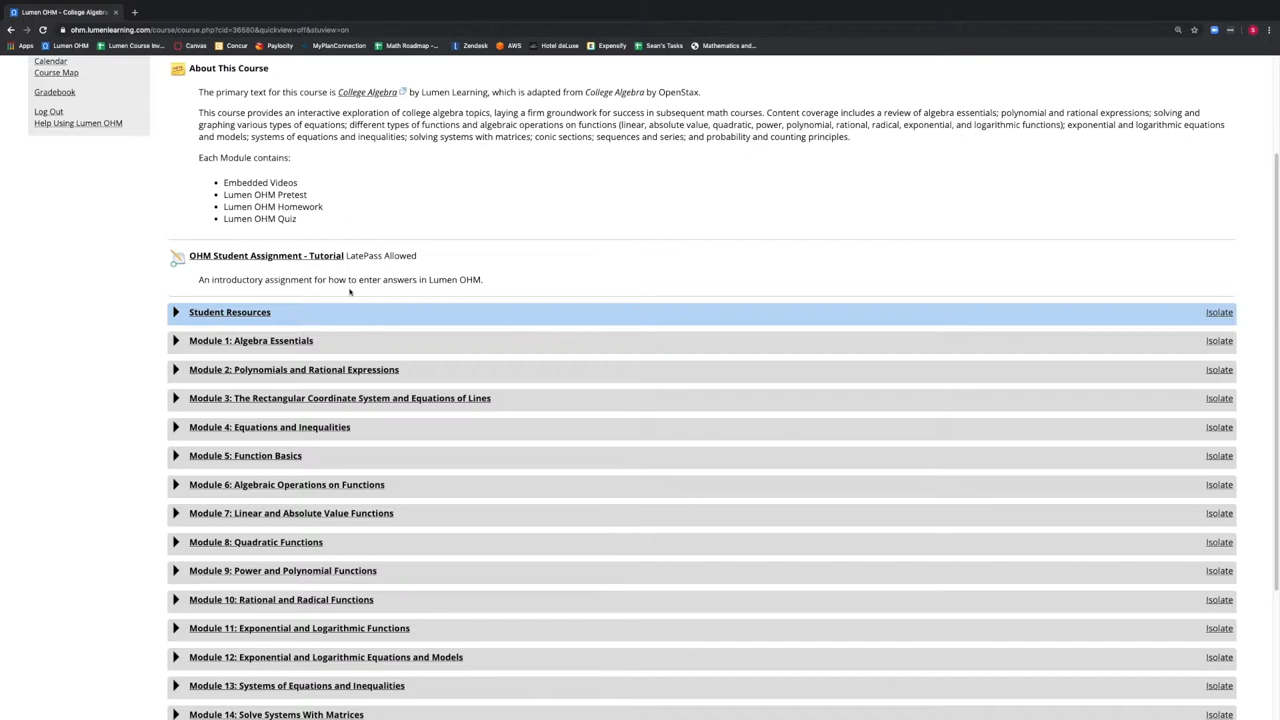 Lumen OHM - College Algebra
ohm.lumenlearning.com/course/course.php?cid=36580&quickview=off&stuview=on
Apps Lumen OHM Lumen Course Inv... Canvas Concur Paylocity MyPlanConnection Math Roadmap -... Zendesk AWS Hotel deLuxe Expensify Sean's Tasks Mathematics and...
Calendar
Course Map
Gradebook
Log Out
Help Using Lumen OHM
About This Course
The primary text for this course is College Algebra by Lumen Learning, which is adapted from College Algebra by OpenStax.
This course provides an interactive exploration of college algebra topics, laying a firm groundwork for success in subsequent math courses. Content coverage includes a review of algebra essentials; polynomial and rational expressions; solving and
graphing various types of equations; different types of functions and algebraic operations on functions (linear, absolute value, quadratic, power, polynomial, rational, radical, exponential, and logarithmic functions); exponential and logarithmic equations
and models; systems of equations and inequalities; solving systems with matrices; conic sections; sequences and series; and probability and counting principles.
Each Module contains:
• Embedded Videos
• Lumen OHM Pretest
• Lumen OHM Homework
• Lumen OHM Quiz
OHM Student Assignment - Tutorial LatePass Allowed
An introductory assignment for how to enter answers in Lumen OHM.
Student Resources Isolate
Module 1: Algebra Essentials Isolate
Module 2: Polynomials and Rational Expressions Isolate
Module 3: The Rectangular Coordinate System and Equations of Lines Isolate
Module 4: Equations and Inequalities Isolate
Module 5: Function Basics Isolate
Module 6: Algebraic Operations on Functions Isolate
Module 7: Linear and Absolute Value Functions Isolate
Module 8: Quadratic Functions Isolate
Module 9: Power and Polynomial Functions Isolate
Module 10: Rational and Radical Functions Isolate
Module 11: Exponential and Logarithmic Functions Isolate
Module 12: Exponential and Logarithmic Equations and Models Isolate
Module 13: Systems of Equations and Inequalities Isolate
Module 14: Solve Systems With Matrices Isolate